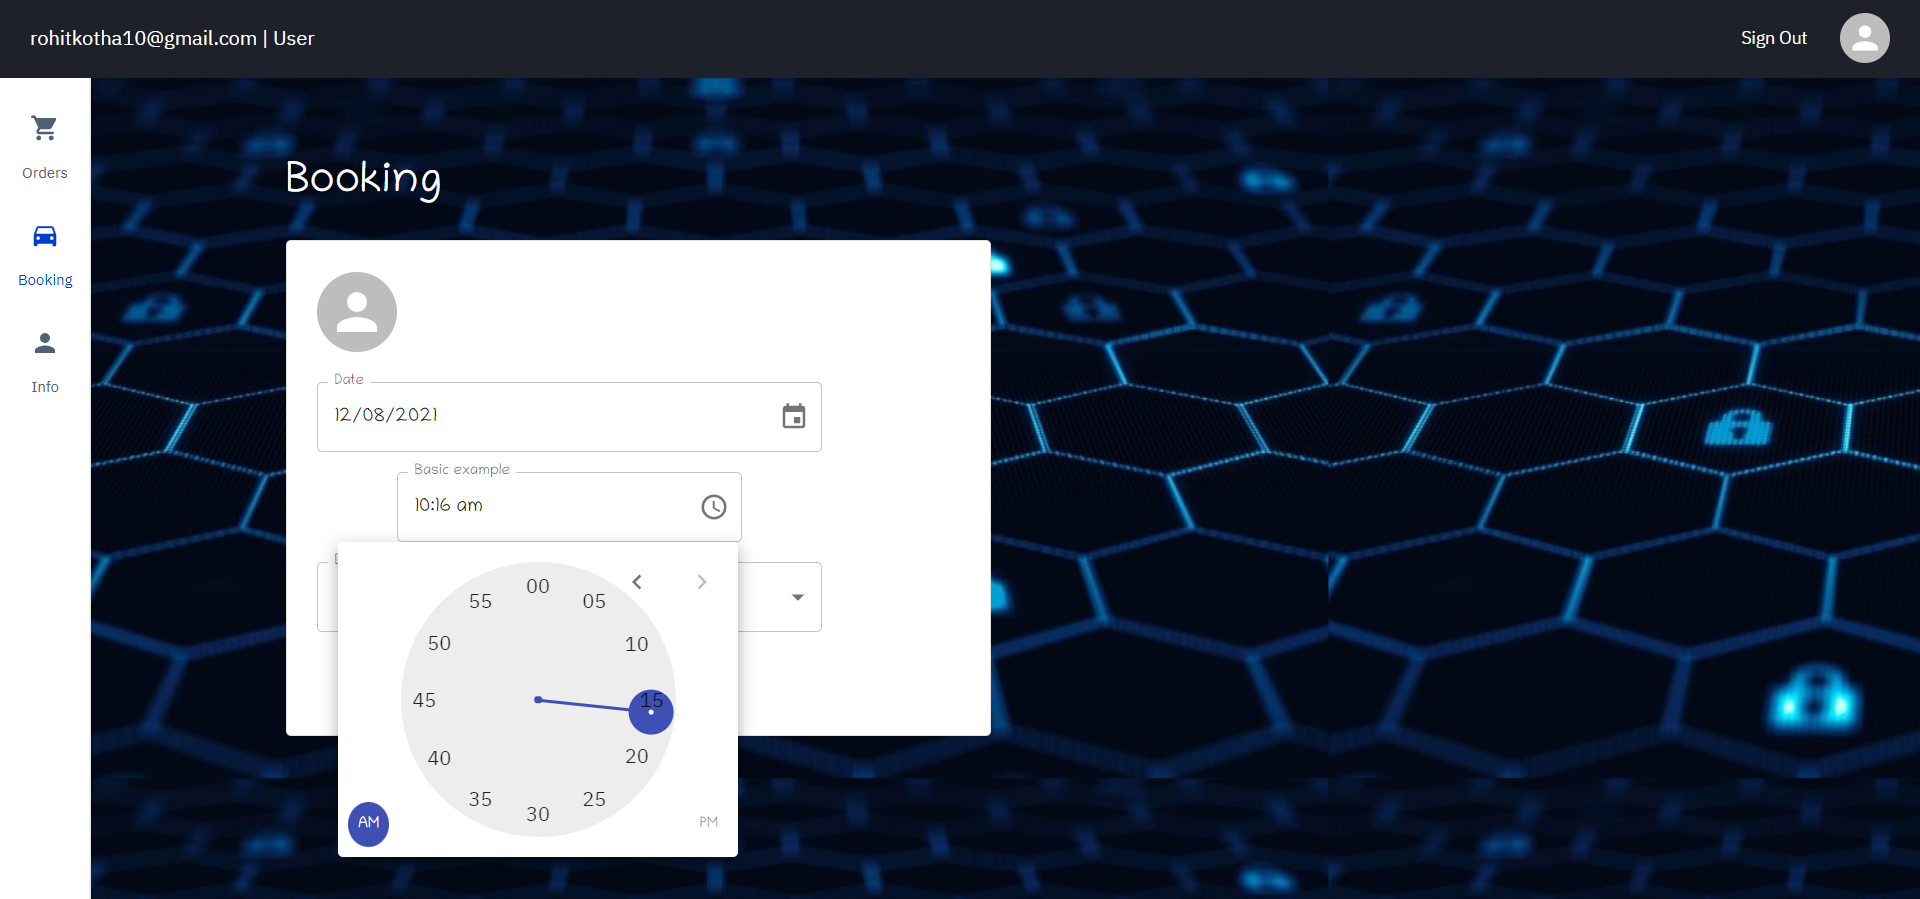 rohitkotha10@gmail.com | User
Sign Out
Orders
Booking
Info
Booking
Date
12/08/2021
Basic example
10:16 am
00
05
10
15
20
25
30
35
40
45
50
55
AM
PM